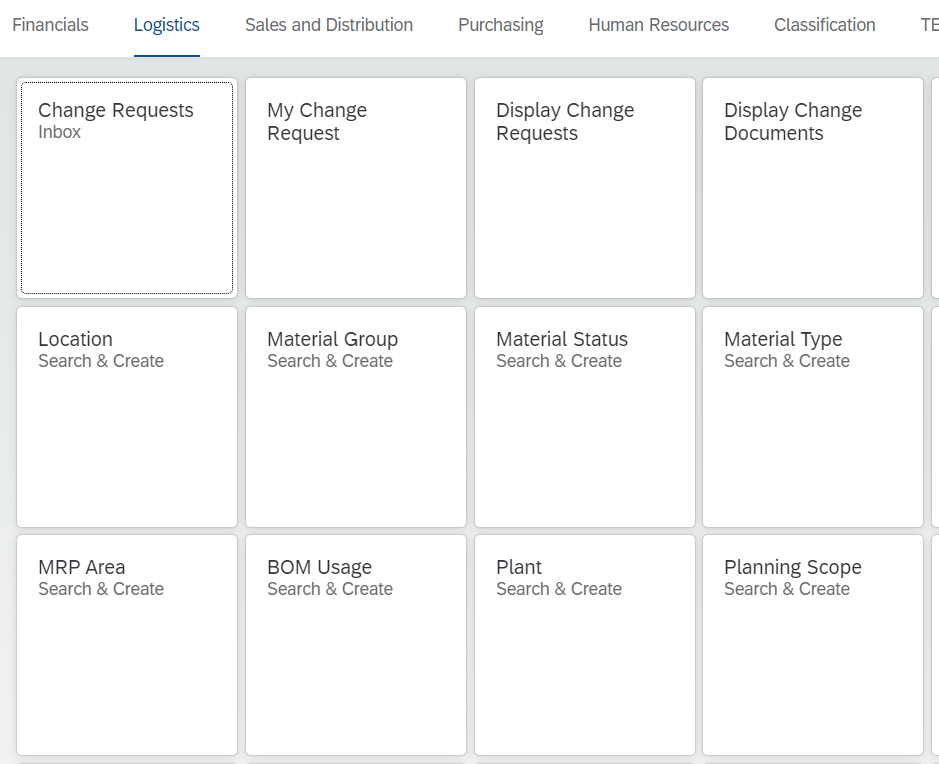 Financials
Logistics
Sales and Distribution
Purchasing
Human Resources
Classification
TE
Change Requests
Inbox
My Change
Request
Display Change
Requests
Display Change
Documents
Location
Search & Create
Material Group
Search & Create
Material Status
Search & Create
Material Type
Search & Create
MRP Area
Search & Create
BOM Usage
Search & Create
Plant
Search & Create
Planning Scope
Search & Create